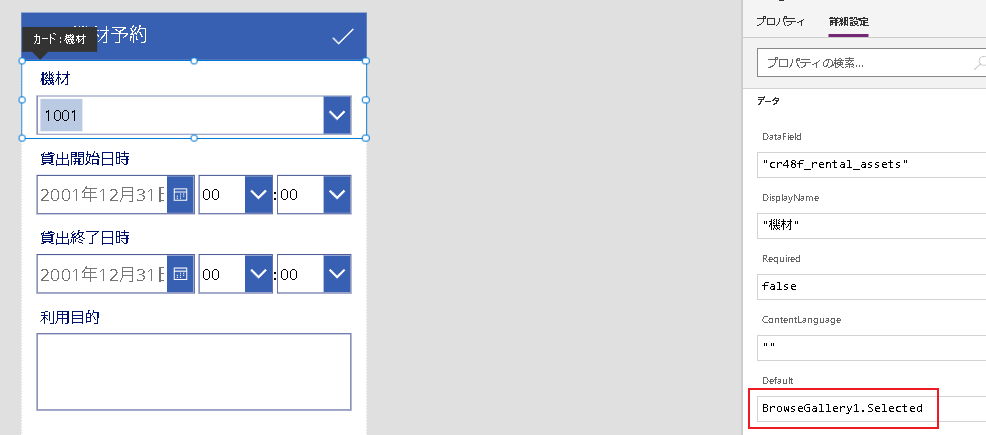 機材予約
カード : 機材
機材
1001
貸出開始日時
2001年12月31日
00
:
00
貸出終了日時
2001年12月31日
00
:
00
利用目的
プロパティ
詳細設定
プロパティの検索...
データ
DataField
"cr48f_rental_assets"
DisplayName
"機材"
Required
false
ContentLanguage
""
Default
BrowseGallery1.Selected